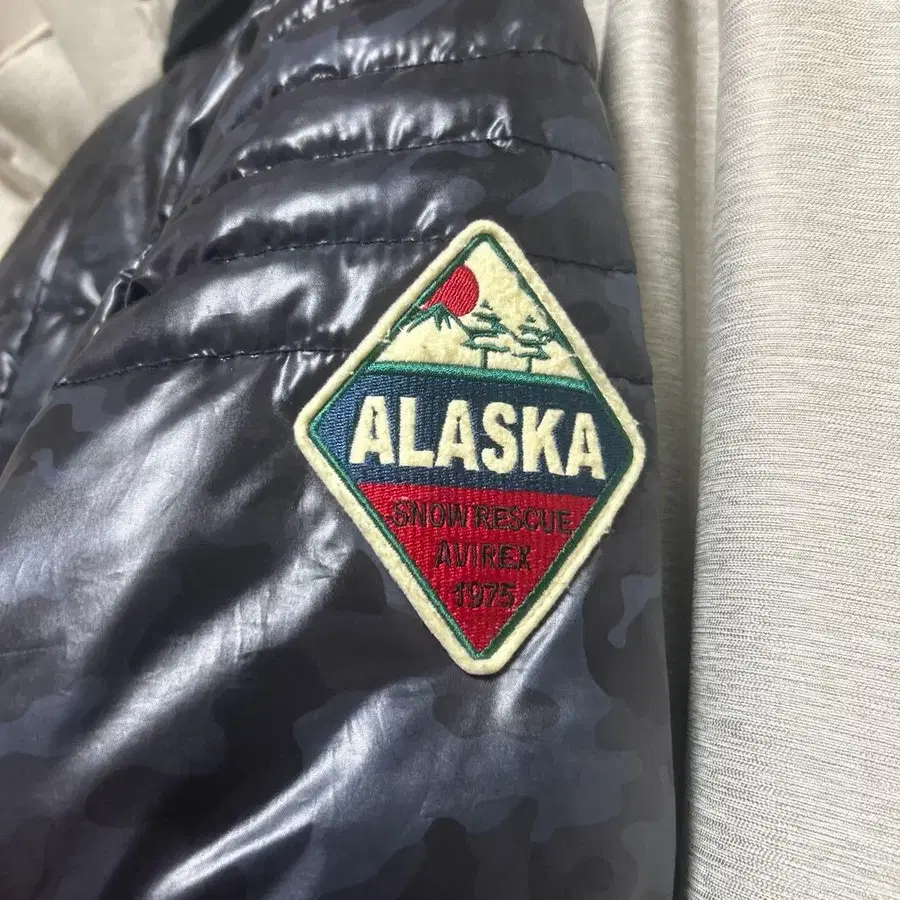 ALASKA
SNOW RESCUE
AVIREX
1975